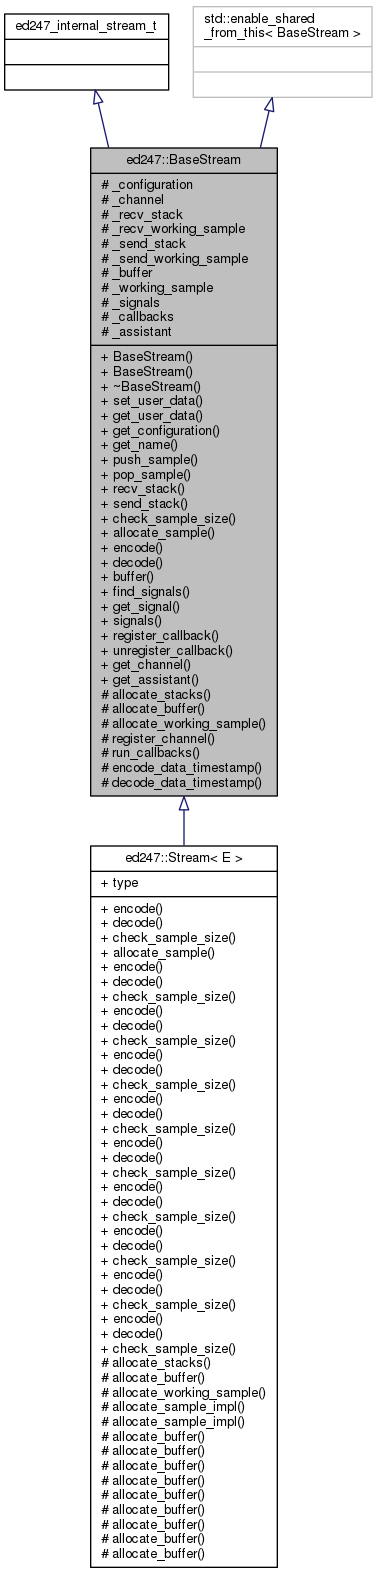 ed247_internal_stream_t
std::enable_shared
_from_this< BaseStream >
ed247::BaseStream
# _configuration
# _channel
# _recv_stack
# _recv_working_sample
# _send_stack
# _send_working_sample
# _buffer
# _working_sample
# _signals
# _callbacks
# _assistant
+ BaseStream()
+ BaseStream()
+ ~BaseStream()
+ set_user_data()
+ get_user_data()
+ get_configuration()
+ get_name()
+ push_sample()
+ pop_sample()
+ recv_stack()
+ send_stack()
+ check_sample_size()
+ allocate_sample()
+ encode()
+ decode()
+ buffer()
+ find_signals()
+ get_signal()
+ signals()
+ register_callback()
+ unregister_callback()
+ get_channel()
+ get_assistant()
# allocate_stacks()
# allocate_buffer()
# allocate_working_sample()
# register_channel()
# run_callbacks()
# encode_data_timestamp()
# decode_data_timestamp()
ed247::Stream< E >
+ type
+ encode()
+ decode()
+ check_sample_size()
+ allocate_sample()
+ encode()
+ decode()
+ check_sample_size()
+ encode()
+ decode()
+ check_sample_size()
+ encode()
+ decode()
+ check_sample_size()
+ encode()
+ decode()
+ check_sample_size()
+ encode()
+ decode()
+ check_sample_size()
+ encode()
+ decode()
+ check_sample_size()
+ encode()
+ decode()
+ check_sample_size()
+ encode()
+ decode()
+ check_sample_size()
+ encode()
+ decode()
+ check_sample_size()
# allocate_stacks()
# allocate_buffer()
# allocate_working_sample()
# allocate_sample_impl()
# allocate_sample_impl()
# allocate_buffer()
# allocate_buffer()
# allocate_buffer()
# allocate_buffer()
# allocate_buffer()
# allocate_buffer()
# allocate_buffer()
# allocate_buffer()
# allocate_buffer()